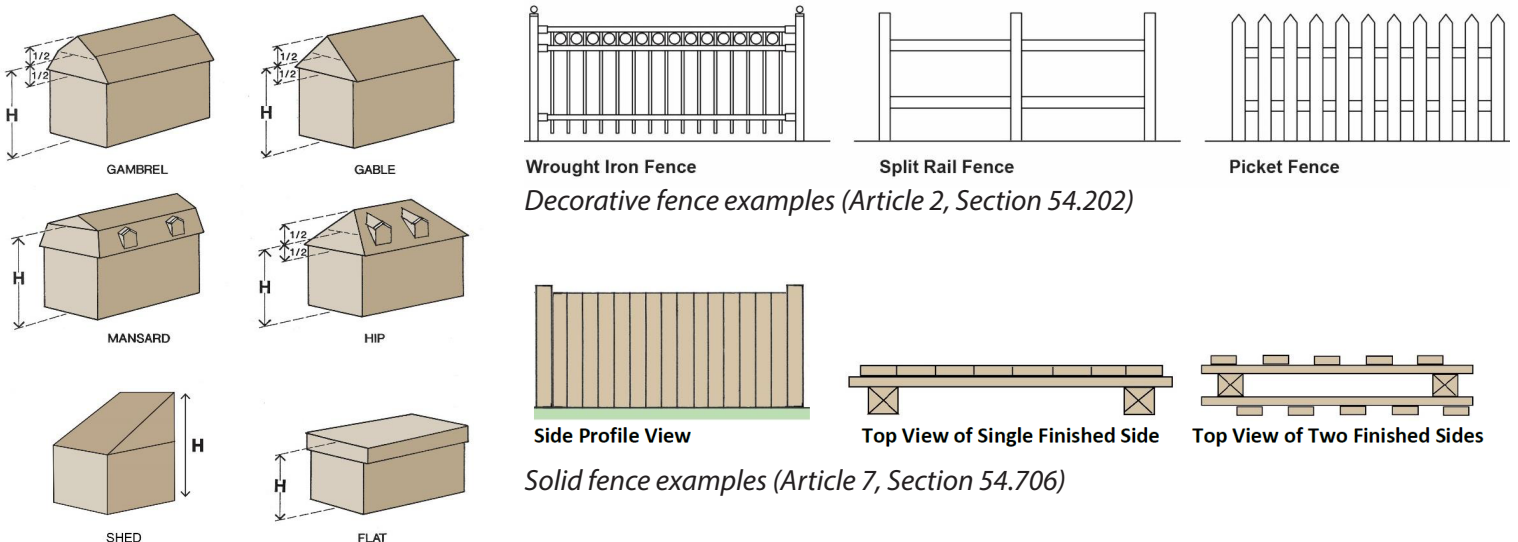 1/2
1/2
H
GAMBREL
1/2
1/2
H
GABLE
H
MANSARD
1/2
1/2
H
HIP
H
SHED
H
FLAT
Wrought Iron Fence
Split Rail Fence
Picket Fence
Decorative fence examples (Article 2, Section 54.202)
Side Profile View
Top View of Single Finished Side
Top View of Two Finished Sides
Solid fence examples (Article 7, Section 54.706)